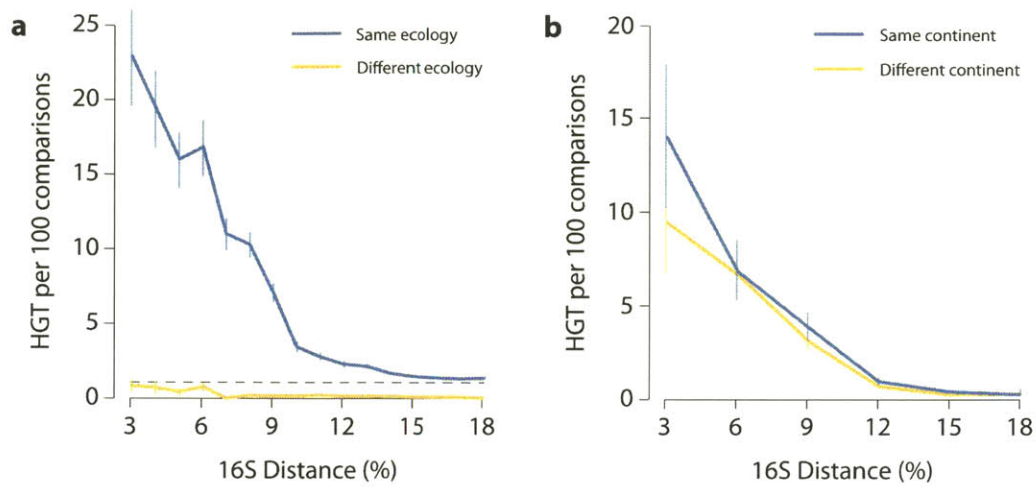 a
Same ecology
Different ecology
HGT per 100 comparisons
25
20
15
10
5
0
3 6 9 12 15 18
16S Distance (%)
b
Same continent
Different continent
HGT per 100 comparisons
20
15
10
5
0
3 6 9 12 15 18
16S Distance (%)